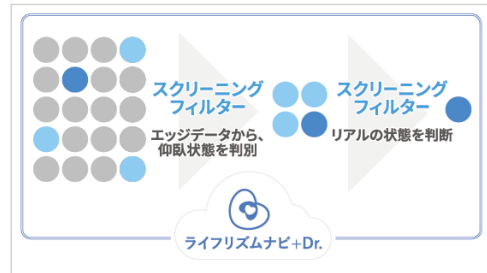 スクリーニング
フィルター
エッジデータから、
仰臥状態を判別
スクリーニング
フィルター
リアルの状態を判断
ライフリズムナビ+Dr.